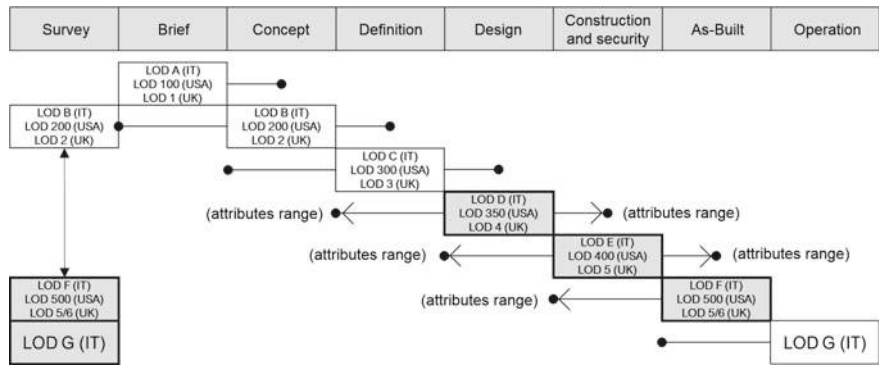 Survey
Brief
Concept
Definition
Design
Construction
and security
As-Built
Operation
LOD A (IT)
LOD 100 (USA)
LOD 1 (UK)
LOD B (IT)
LOD 200 (USA)
LOD 2 (UK)
LOD B (IT)
LOD 200 (USA)
LOD 2 (UK)
LOD C (IT)
LOD 300 (USA)
LOD 3 (UK)
(attributes range)
LOD D (IT)
LOD 350 (USA)
LOD 4 (UK)
(attributes range)
(attributes range)
LOD E (IT)
LOD 400 (USA)
LOD 5 (UK)
(attributes range)
LOD F (IT)
LOD 500 (USA)
LOD 5/6 (UK)
(attributes range)
LOD F (IT)
LOD 500 (USA)
LOD 5/6 (UK)
LOD G (IT)
LOD G (IT)